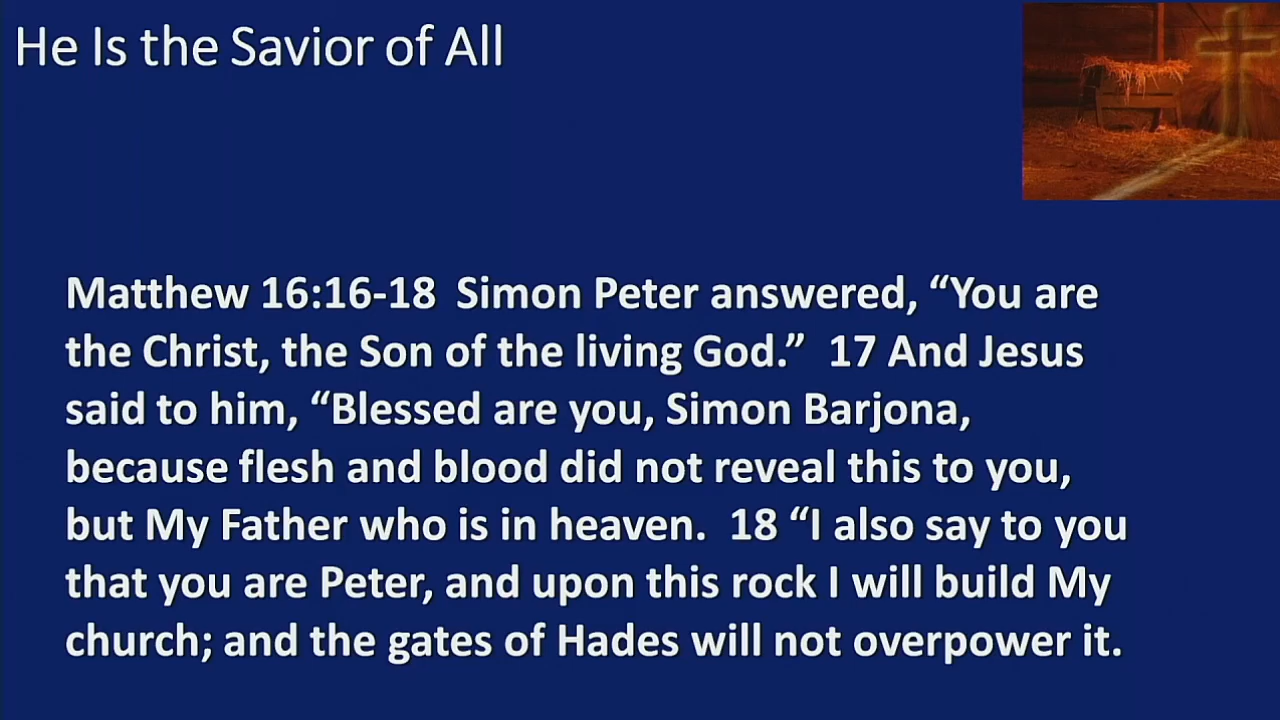 He Is the Savior of All
Matthew 16:16-18  Simon Peter answered, “You are
the Christ, the Son of the living God.”  17 And Jesus
said to him, “Blessed are you, Simon Barjona,
because flesh and blood did not reveal this to you,
but My Father who is in heaven.  18 “I also say to you
that you are Peter, and upon this rock I will build My
church; and the gates of Hades will not overpower it.